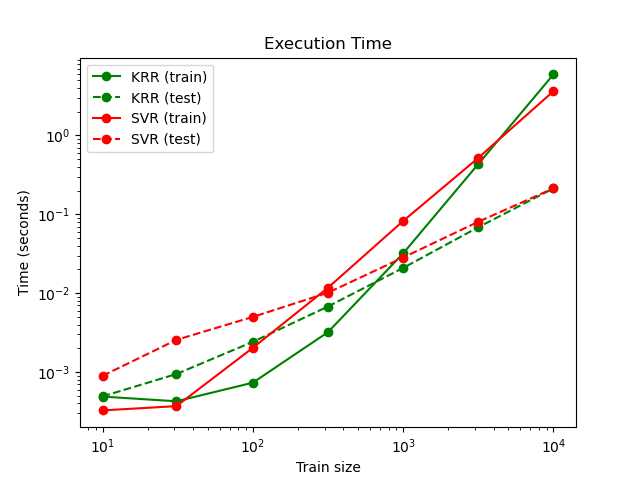 Execution Time
KRR (train)
KRR (test)
SVR (train)
SVR (test)
Time (seconds)
10⁰
10⁻¹
10⁻²
10⁻³
10¹ 10² 10³ 10⁴
Train size